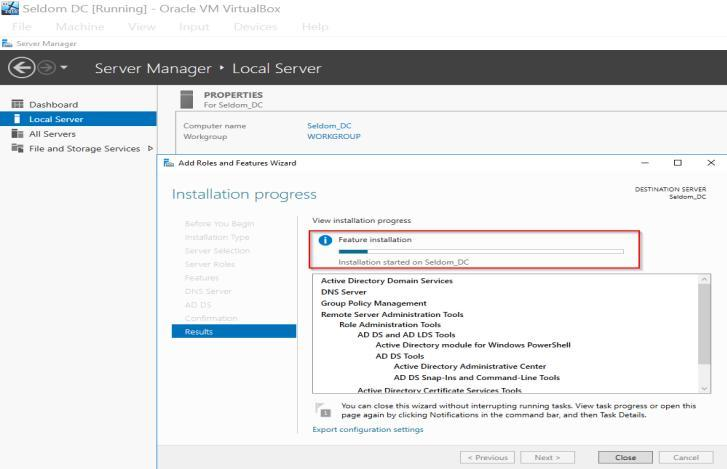 Seldom DC [Running] - Oracle VM VirtualBox
File Machine View Input Devices Help
Server Manager
Server Manager • Local Server
Dashboard
Local Server
All Servers
File and Storage Services
PROPERTIES
For Seldom_DC
Computer name Seldom_DC
Workgroup WORKGROUP
Add Roles and Features Wizard
Installation progress
DESTINATION SERVER
Seldom_DC
Before You Begin
Installation Type
Server Selection
Server Roles
Features
DNS Server
AD DS
Confirmation
Results
View installation progress
Feature installation
Installation started on Seldom_DC
Active Directory Domain Services
DNS Server
Group Policy Management
Remote Server Administration Tools
Role Administration Tools
AD DS and AD LDS Tools
Active Directory module for Windows PowerShell
AD DS Tools
Active Directory Administrative Center
AD DS Snap-Ins and Command-Line Tools
Active Directory Certificate Services Tools
1
You can close this wizard without interrupting running tasks. View task progress or open this
page again by clicking Notifications in the command bar, and then Task Details.
Export configuration settings
< Previous Next > Close Cancel